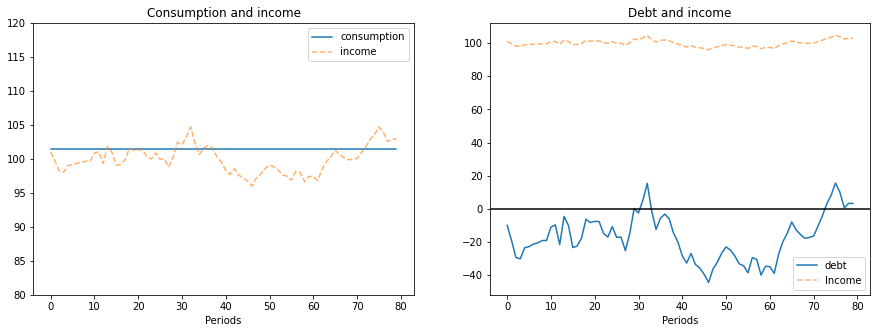 Consumption and income
120
115
110
105
100
95
90
85
80
0 10 20 30 40 50 60 70 80
Periods
consumption
income
Debt and income
100
80
60
40
20
0
−20
−40
0 10 20 30 40 50 60 70 80
Periods
debt
Income